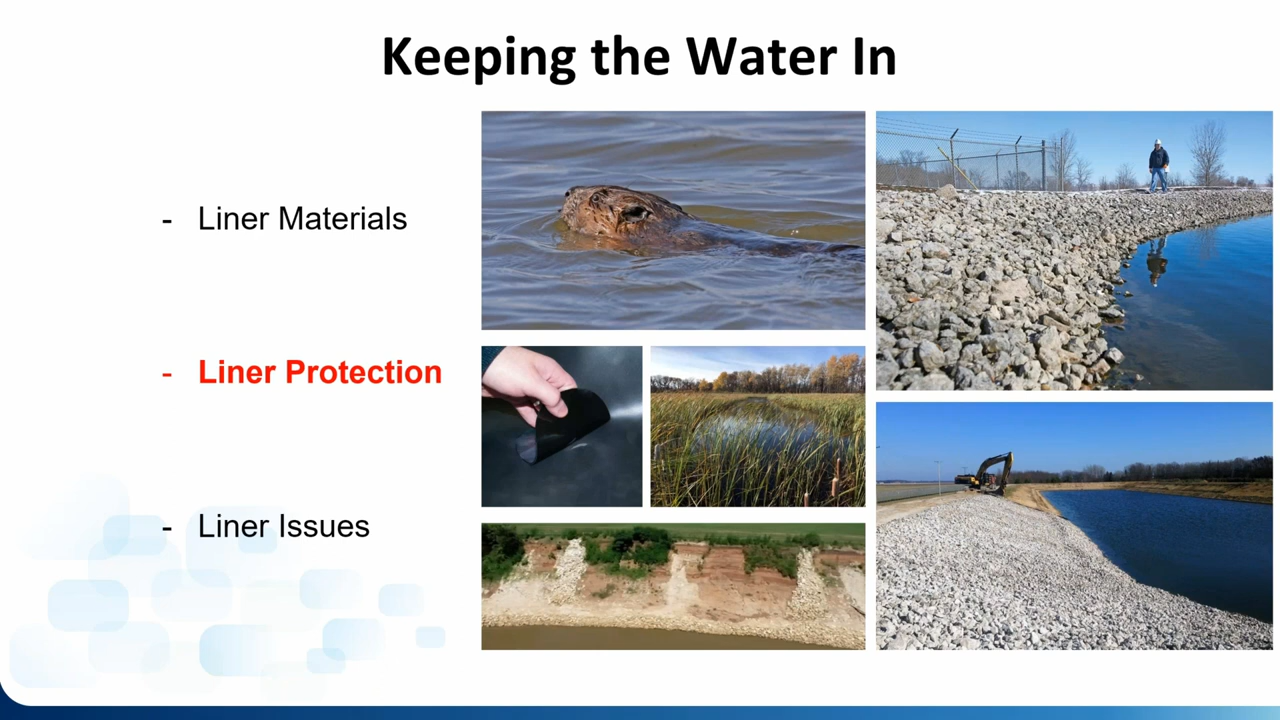 Keeping the Water In
- Liner Materials
- Liner Protection
- Liner Issues